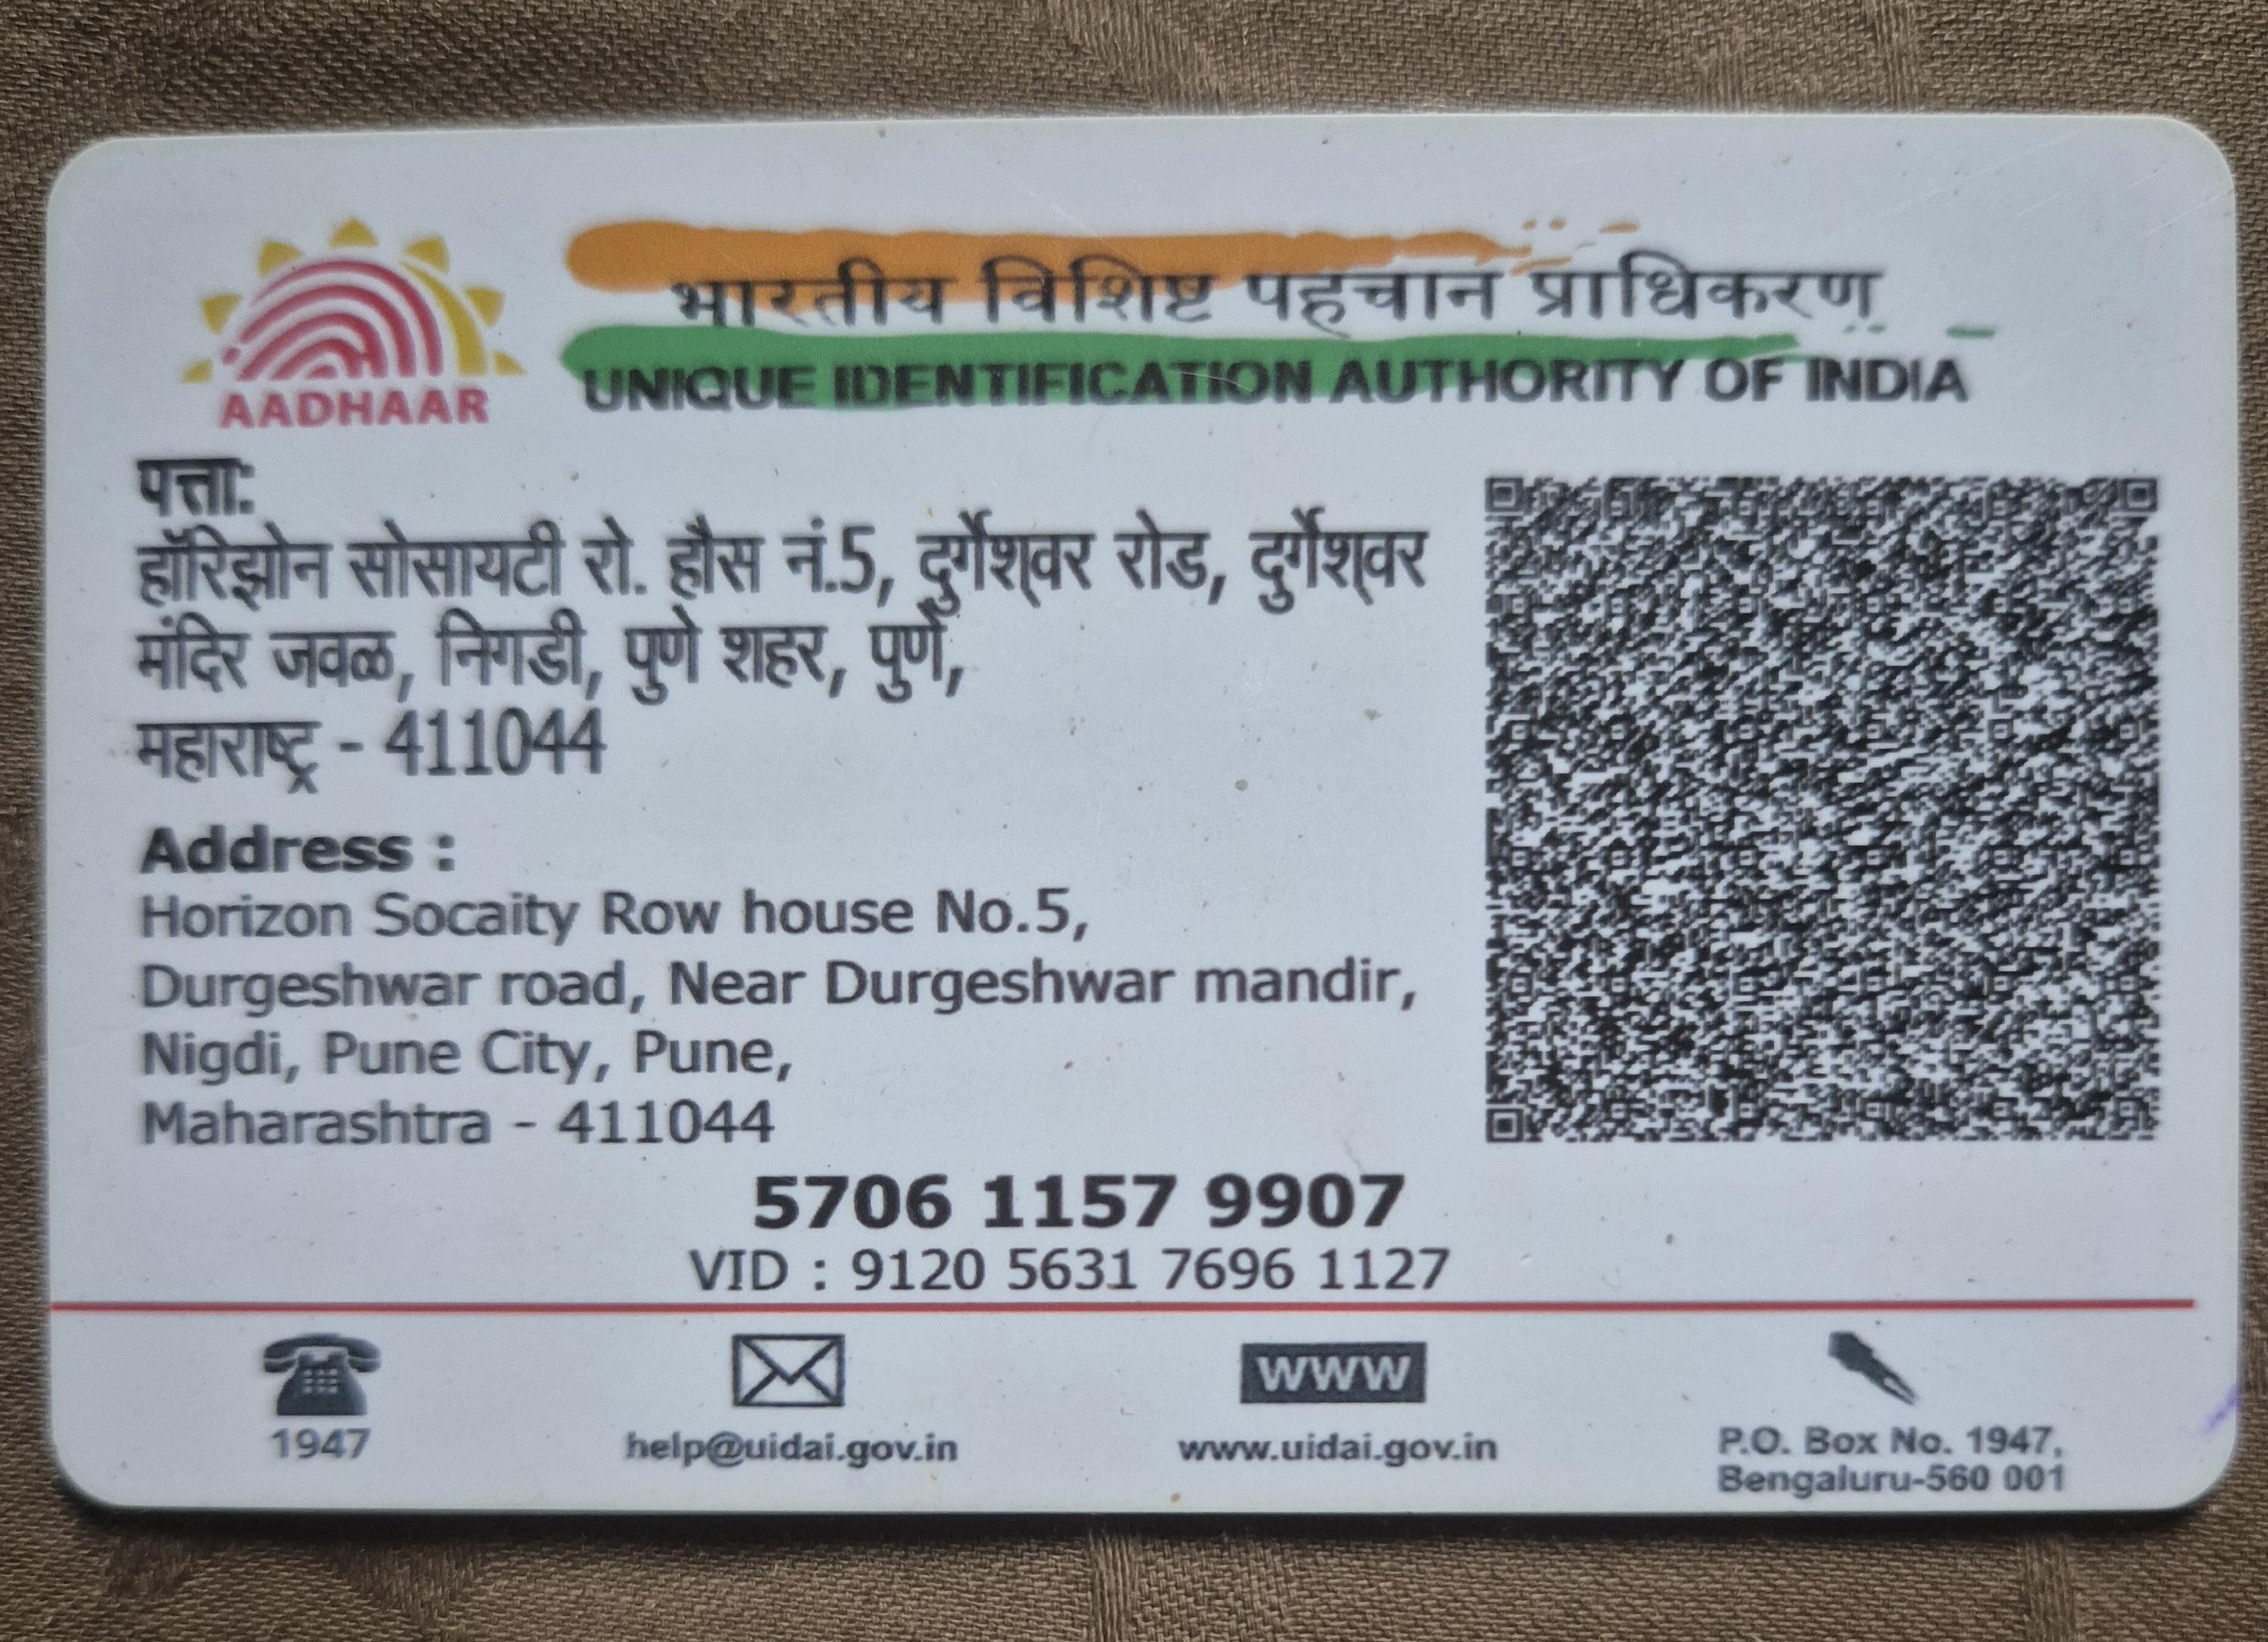 भारतीय विशिष्ट पहचान प्राधिकरण
UNIQUE IDENTIFICATION AUTHORITY OF INDIA
AADHAAR
पत्ता:
हॉरिझोन सोसायटी रो. हौस नं.5, दुर्गेश्वर रोड, दुर्गेश्वर
मंदिर जवळ, निगडी, पुणे शहर, पुणे,
महाराष्ट्र - 411044
Address :
Horizon Socaity Row house No.5,
Durgeshwar road, Near Durgeshwar mandir,
Nigdi, Pune City, Pune,
Maharashtra - 411044
5706 1157 9907
VID : 9120 5631 7696 1127
WWW
1947
help@uidai.gov.in
www.uidai.gov.in
P.O. Box No. 1947,
Bengaluru-560 001